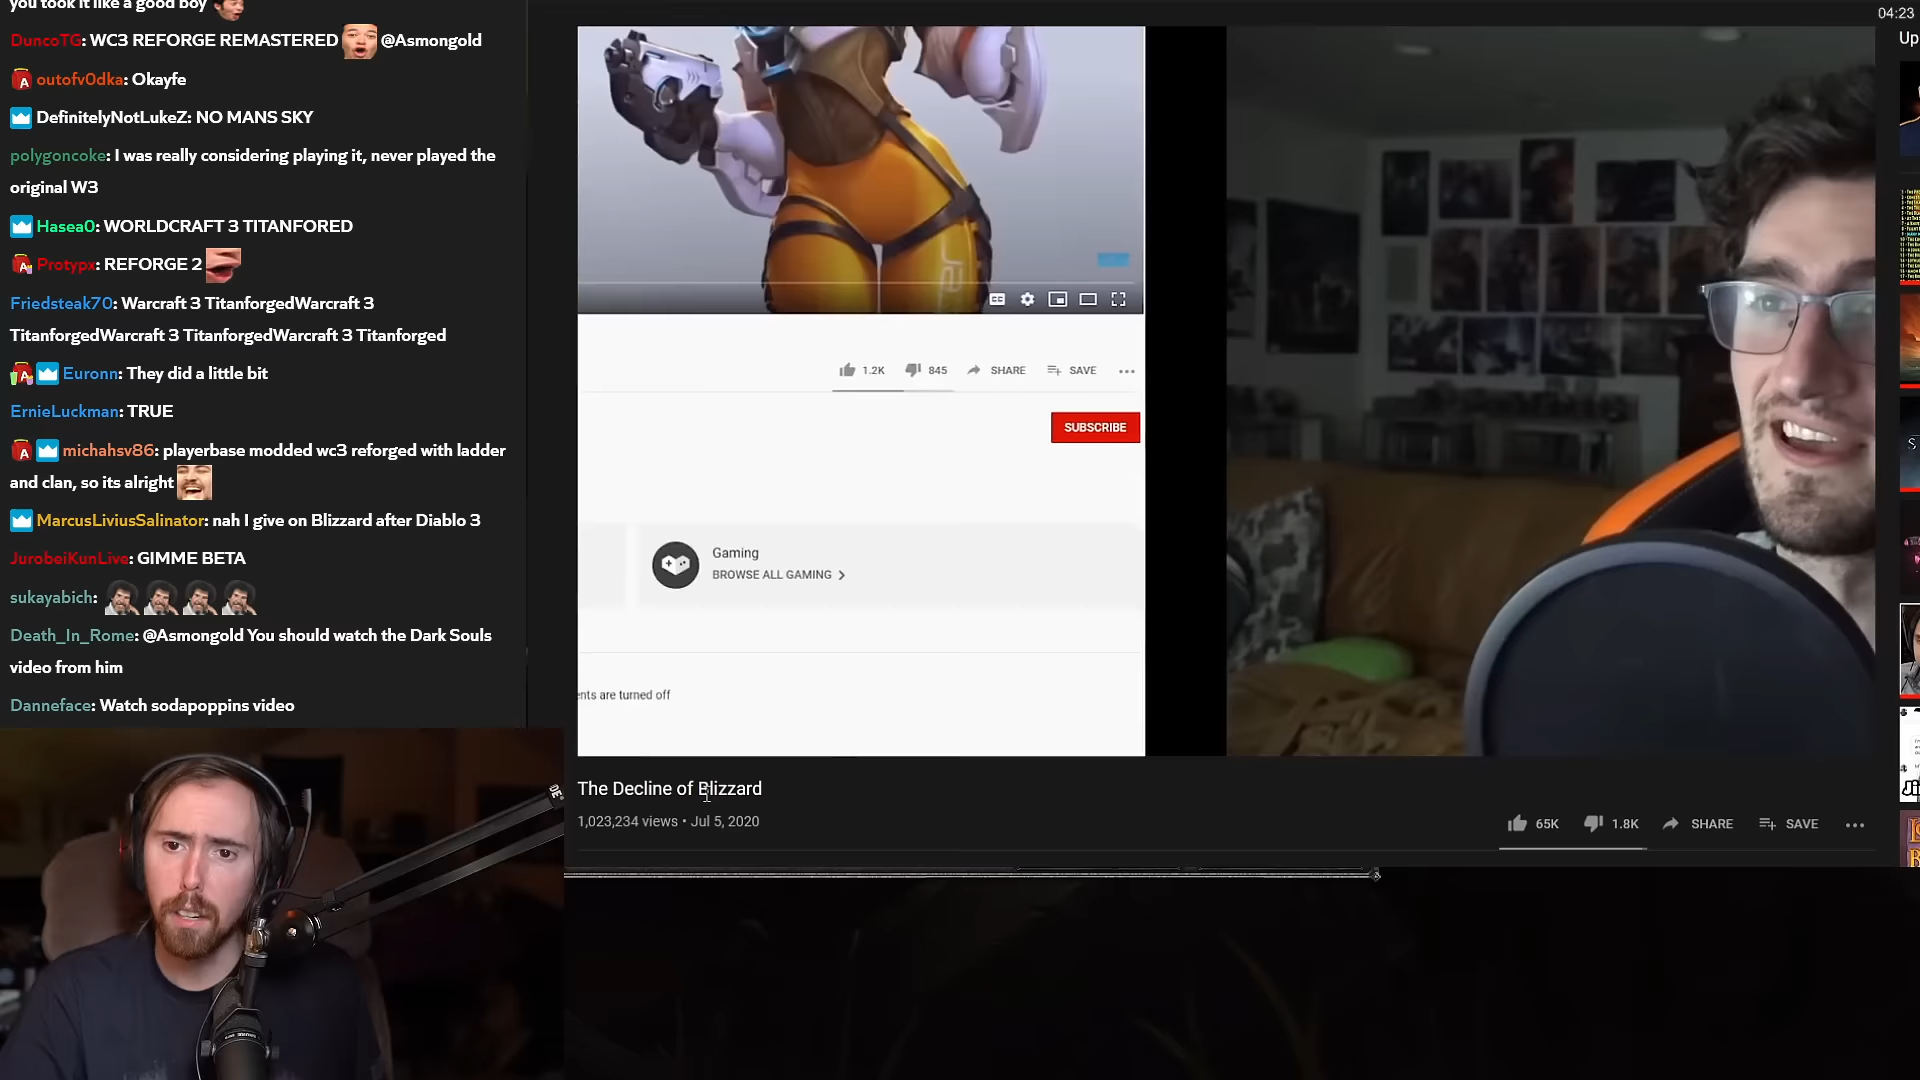 you took it like a good boy
DuncoTG: WC3 REFORGE REMASTERED @Asmongold
outofv0dka: Okayfe
DefinitelyNotLukeZ: NO MANS SKY
polygoncoke: I was really considering playing it, never played the
original W3
Hasea0: WORLDCRAFT 3 TITANFORED
Protypx: REFORGE 2
Friedsteak70: Warcraft 3 TitanforgedWarcraft 3
TitanforgedWarcraft 3 TitanforgedWarcraft 3 Titanforged
Euronn: They did a little bit
ErnieLuckman: TRUE
michahsv86: playerbase modded wc3 reforged with ladder
and clan, so its alright
MarcusLiviusSalinator: nah I give on Blizzard after Diablo 3
JurobeiKunLive: GIMME BETA
sukayabich:
Death_In_Rome: @Asmongold You should watch the Dark Souls
video from him
Danneface: Watch sodapoppins video
04:23
Up
CC
1.2K 845 SHARE SAVE
SUBSCRIBE
Gaming
BROWSE ALL GAMING
nts are turned off
The Decline of Blizzard
1,023,234 views • Jul 5, 2020
65K 1.8K SHARE SAVE